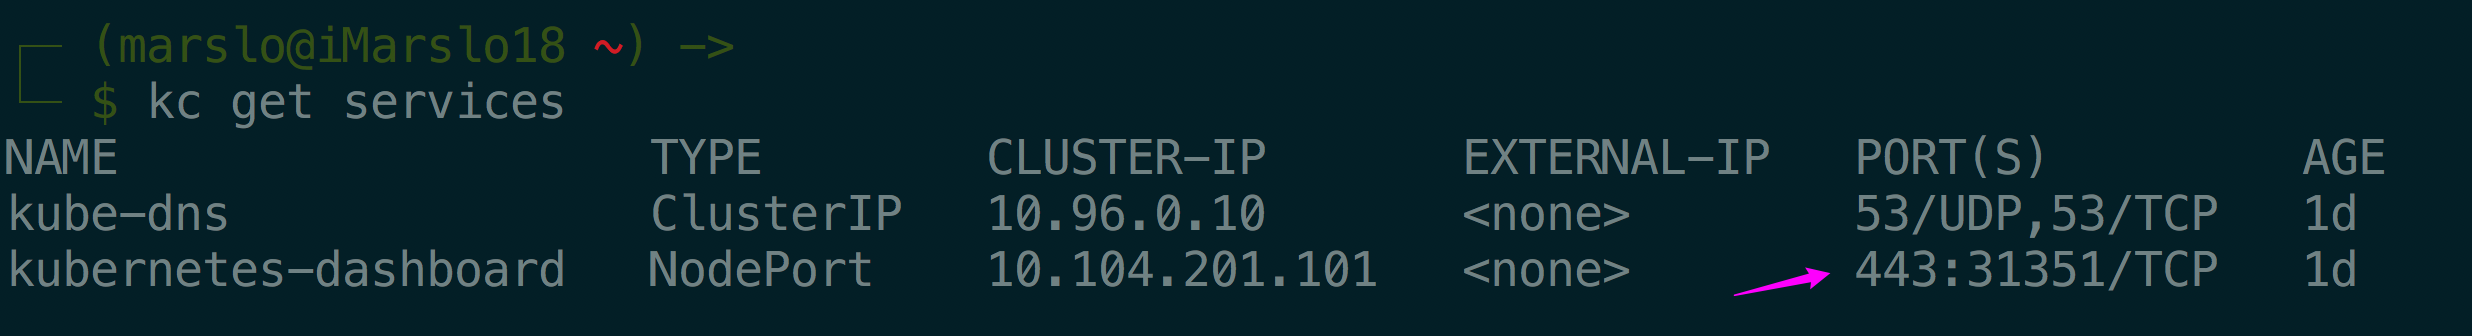 (marslo@iMarslo18 ~) ->
$ kc get services
NAME TYPE CLUSTER-IP EXTERNAL-IP PORT(S) AGE
kube-dns ClusterIP 10.96.0.10 <none> 53/UDP,53/TCP 1d
kubernetes-dashboard NodePort 10.104.201.101 <none> 443:31351/TCP 1d